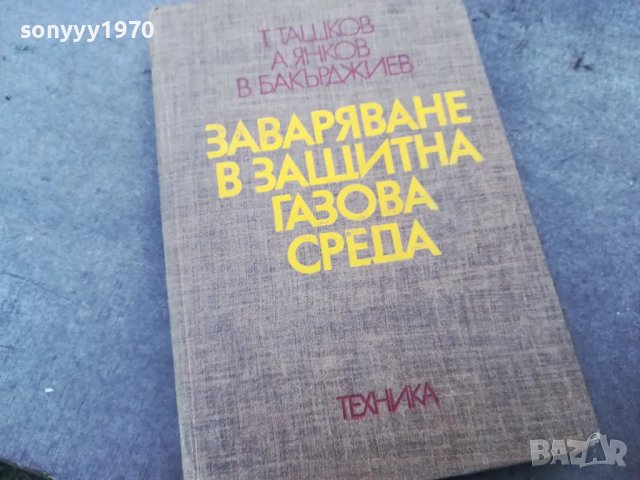 sonyyy1970
Т. ТАШКОВ
А. ЯНКОВ
В. БАКЪРДЖИЕВ
ЗАВАРЯВАНЕ
В ЗАЩИТНА
ГАЗОВА
СРЕДА
ТЕХНИКА
BAZAR